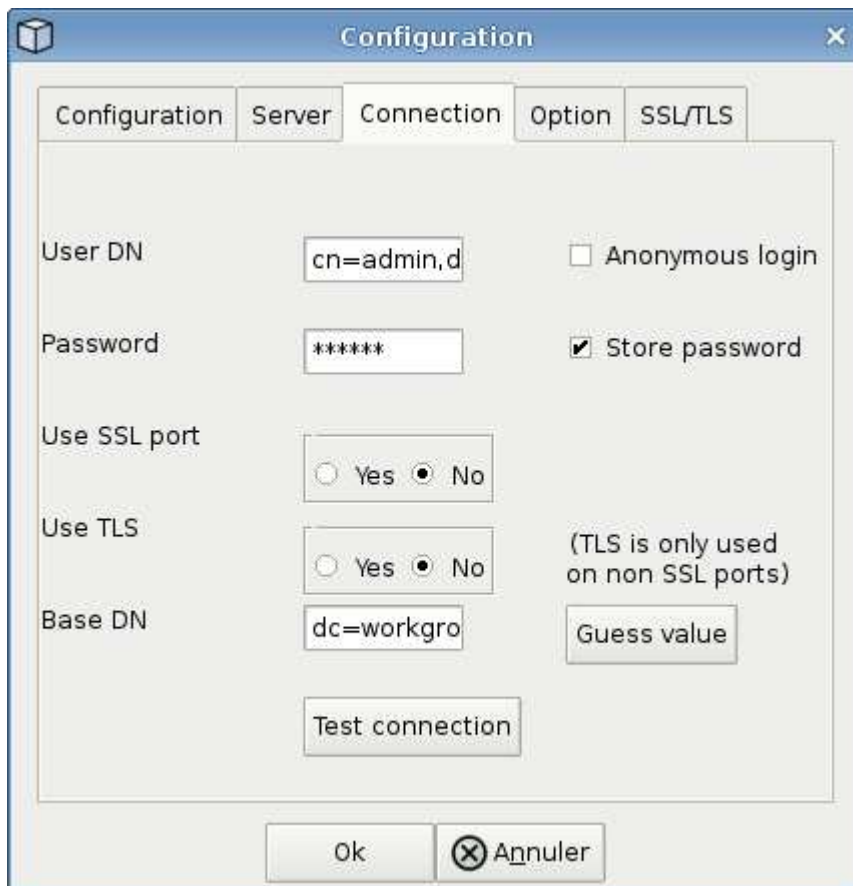 Configuration
Configuration Server Connection Option SSL/TLS
User DN cn=admin,d Anonymous login
Password ****** Store password
Use SSL port
Yes No
Use TLS
(TLS is only used
Yes No on non SSL ports)
Base DN dc=workgro Guess value
Test connection
Ok Annuler